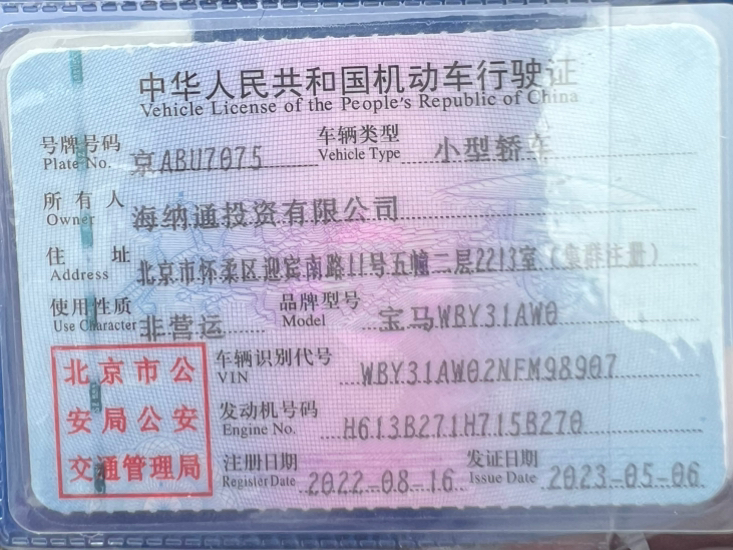 中华人民共和国机动车行驶证
Vehicle License of the People's Republic of China
号牌号码 京ABU7075 车辆类型 小型轿车
Plate No. Vehicle Type
所有人 海纳通投资有限公司
Owner
住址 北京市怀柔区迎宾南路11号五幢二层2213室（集群注册）
Address
使用性质 非营运 品牌型号 宝马WBY31AW0
Use Character Model
北京市公 车辆识别代号 WBY31AW02NFM98907
VIN
安局公安 发动机号码 H613B271H715B270
Engine No.
交通管理局 注册日期 2022-08-16 发证日期 2023-05-06
Register Date Issue Date